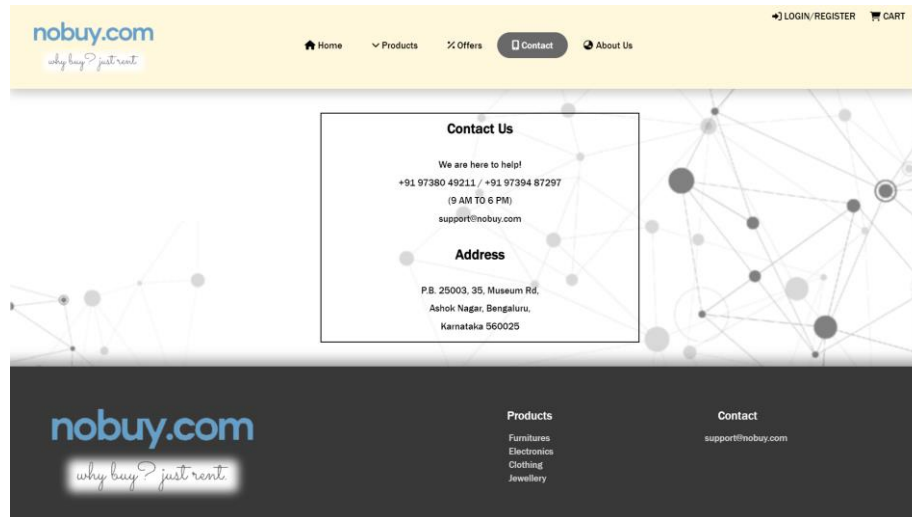 LOGIN/REGISTER CART
nobuy.com
why buy? just rent.
Home Products Offers Contact About Us
Contact Us
We are here to help!
+91 97380 49211 / +91 97394 87297
(9 AM TO 6 PM)
support@nobuy.com
Address
P.B. 25003, 35, Museum Rd,
Ashok Nagar, Bengaluru,
Karnataka 560025
nobuy.com
why buy? just rent.
Products
Furnitures
Electronics
Clothing
Jewellery
Contact
support@nobuy.com